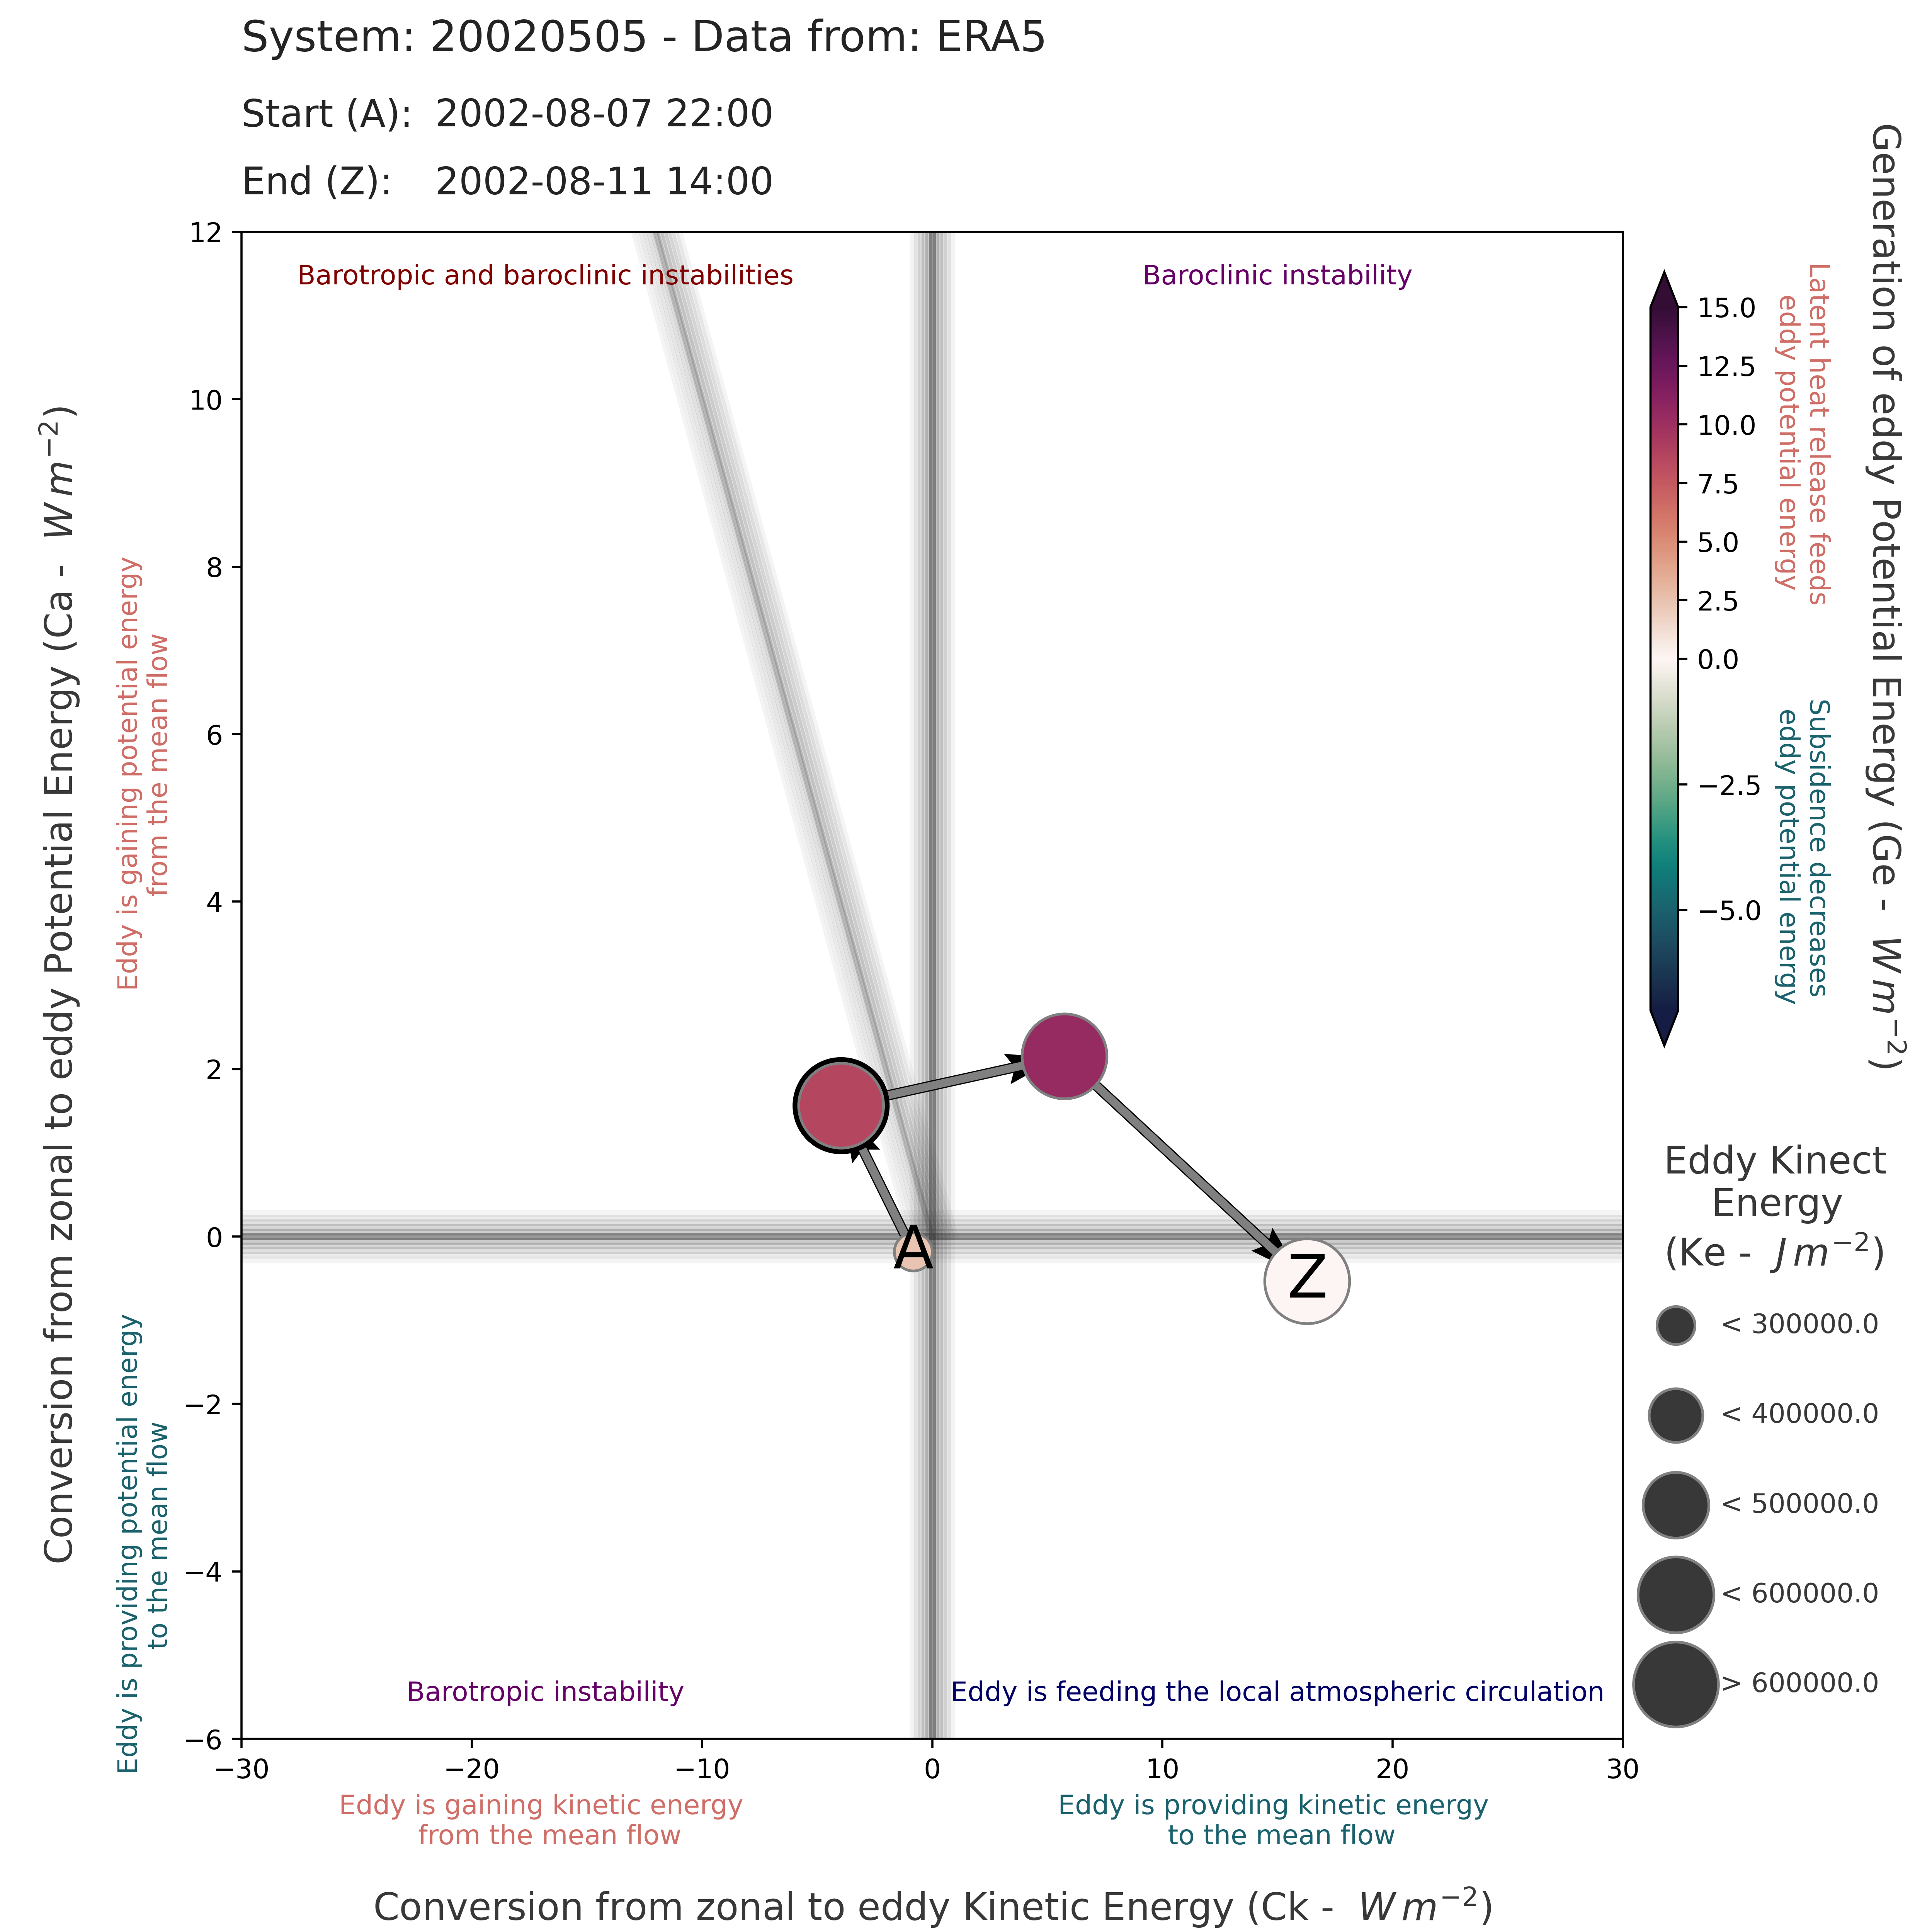 System: 20020505 - Data from: ERA5
Start (A): 2002-08-07 22:00
End (Z): 2002-08-11 14:00
Conversion from zonal to eddy Potential Energy (Ca - W m−2)
Eddy is gaining potential energy
from the mean flow
Eddy is providing potential energy
to the mean flow
12
10
8
6
4
2
0
−2
−4
−6
Barotropic and baroclinic instabilities
Baroclinic instability
A
Z
Barotropic instability
Eddy is feeding the local atmospheric circulation
−30
−20
−10
0
10
20
30
Eddy is gaining kinetic energy
from the mean flow
Eddy is providing kinetic energy
to the mean flow
Conversion from zonal to eddy Kinetic Energy (Ck - W m−2)
15.0
12.5
10.0
7.5
5.0
2.5
0.0
−2.5
−5.0
Latent heat release feeds
eddy potential energy
Subsidence decreases
eddy potential energy
Generation of eddy Potential Energy (Ge - W m−2)
Eddy Kinect
Energy
(Ke - J m−2)
< 300000.0
< 400000.0
< 500000.0
< 600000.0
> 600000.0